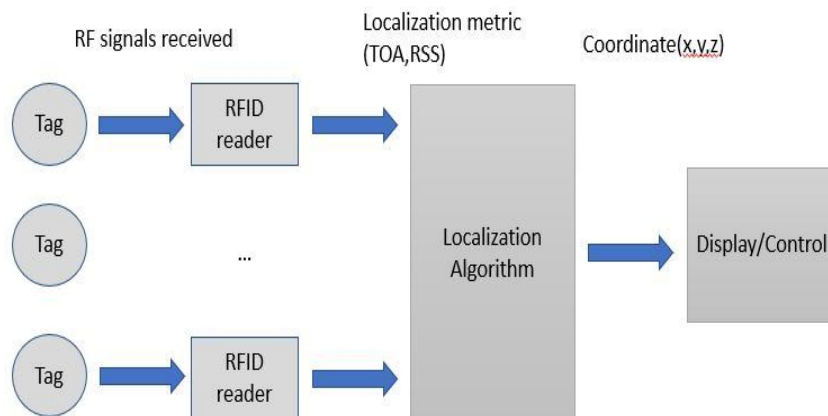 RF signals received
Localization metric
(TOA,RSS)
Coordinate(x,y,z)
Tag
RFID
reader
Tag
...
Localization
Algorithm
Display/Control
Tag
RFID
reader